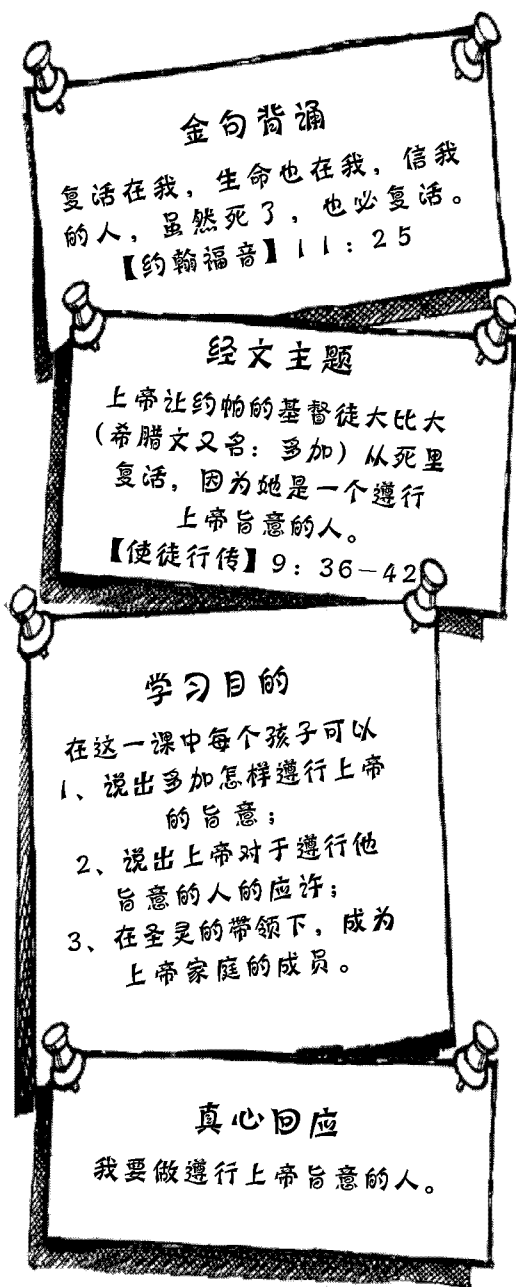 金句背诵
复活在我，生命也在我，信我
的人，虽然死了，也必复活。
【约翰福音】11：25
经文主题
上帝让约帕的基督徒大比大
（希腊文又名：多加）从死里
复活，因为她是一个遵行
上帝旨意的人。
【使徒行传】9：36－42
学习目的
在这一课中每个孩子可以
1、说出多加怎样遵行上帝
的旨意；
2、说出上帝对于遵行他
旨意的人的应许；
3、在圣灵的带领下，成为
上帝家庭的成员。
真心回应
我要做遵行上帝旨意的人。